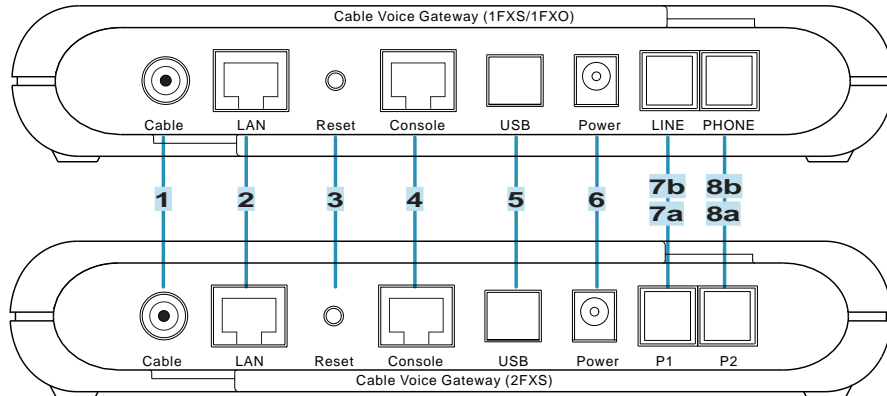 Cable Voice Gateway (1FXS/1FXO)
Cable LAN Reset Console USB Power LINE PHONE
7b 8b
1 2 3 4 5 6
7a 8a
Cable LAN Reset Console USB Power P1 P2
Cable Voice Gateway (2FXS)